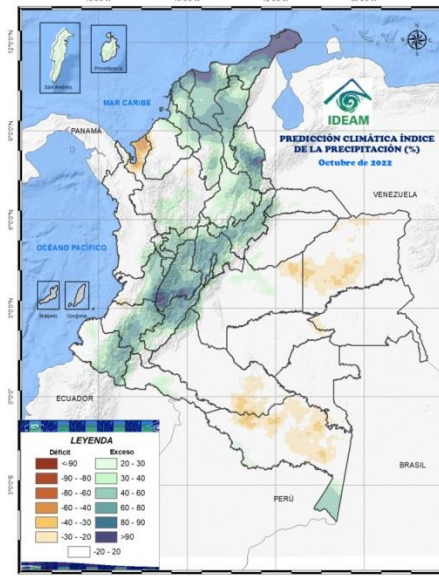 San Andrés
Providencia
MAR CARIBE
PANAMÁ
IDEAM
PREDICCIÓN CLIMÁTICA ÍNDICE
DE LA PRECIPITACIÓN (%)
Octubre de 2022
VENEZUELA
OCÉANO PACÍFICO
Malpelo
Gorgona
ECUADOR
BRASIL
PERÚ
LEYENDA
Déficit Exceso
<-90 20 - 30
-90 - -80 30 - 40
-80 - -60 40 - 60
-60 - -40 60 - 80
-40 - -30 80 - 90
-30 - -20 >90
-20 - 20